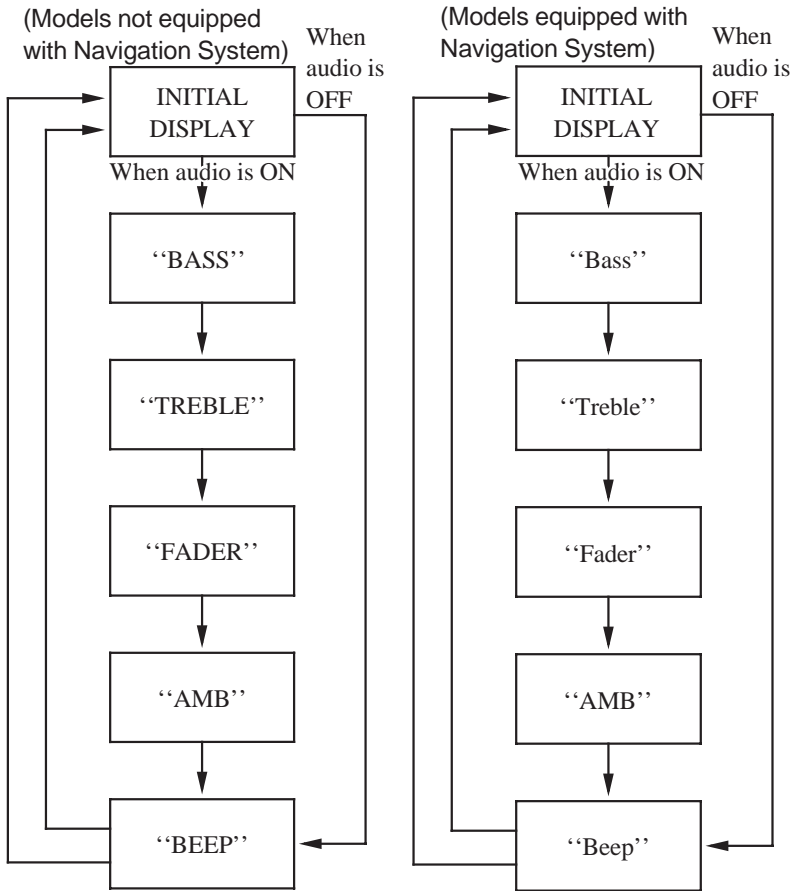 (Models not equipped
with Navigation System)
When
audio is
OFF
INITIAL
DISPLAY
When audio is ON
‘‘BASS’’
‘‘TREBLE’’
‘‘FADER’’
‘‘AMB’’
‘‘BEEP’’
(Models equipped with
Navigation System)
When
audio is
OFF
INITIAL
DISPLAY
When audio is ON
‘‘Bass’’
‘‘Treble’’
‘‘Fader’’
‘‘AMB’’
‘‘Beep’’